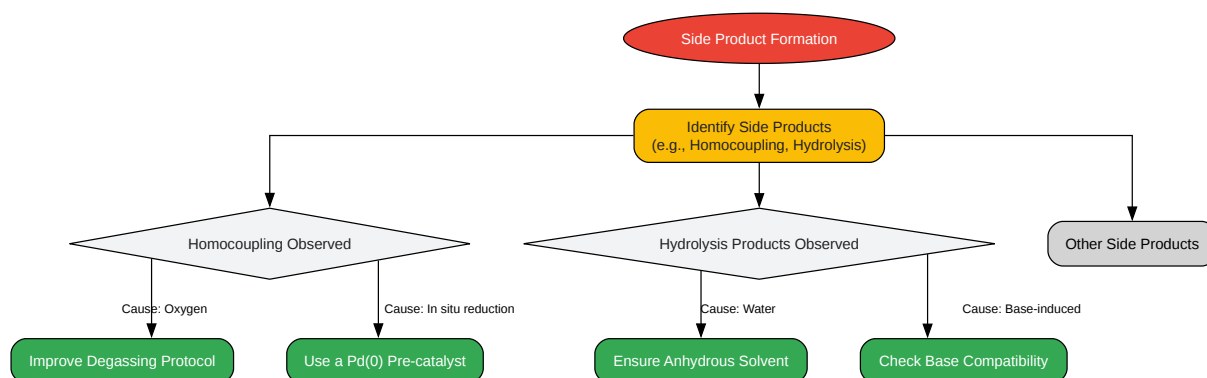 Side Product Formation
Identify Side Products
(e.g., Homocoupling, Hydrolysis)
Homocoupling Observed
Hydrolysis Products Observed
Other Side Products
Cause: Oxygen
Cause: In situ reduction
Cause: Water
Cause: Base-induced
Improve Degassing Protocol
Use a Pd(0) Pre-catalyst
Ensure Anhydrous Solvent
Check Base Compatibility